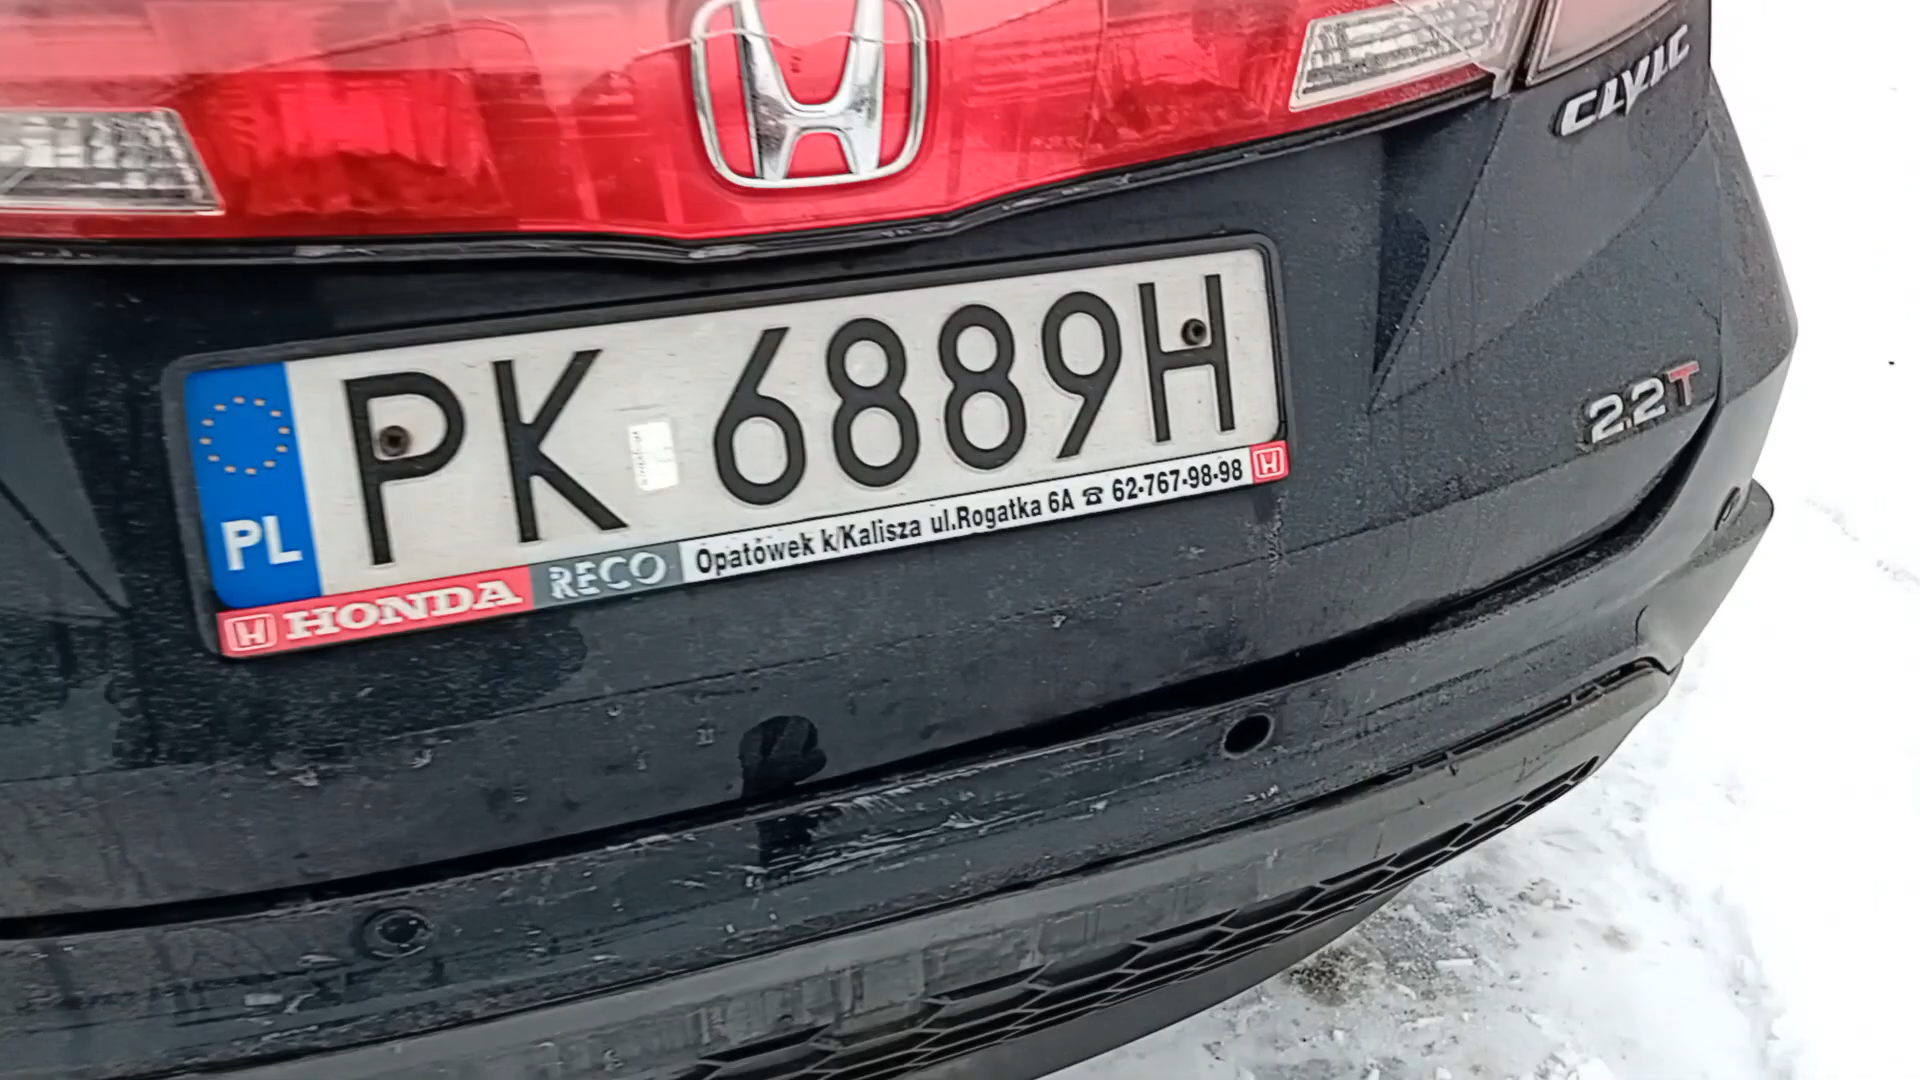 CIVIC
2.2T
PL PK 6889H
HONDA RECO Opatówek k/Kalisza ul.Rogatka 6A ☎ 62-767-98-98